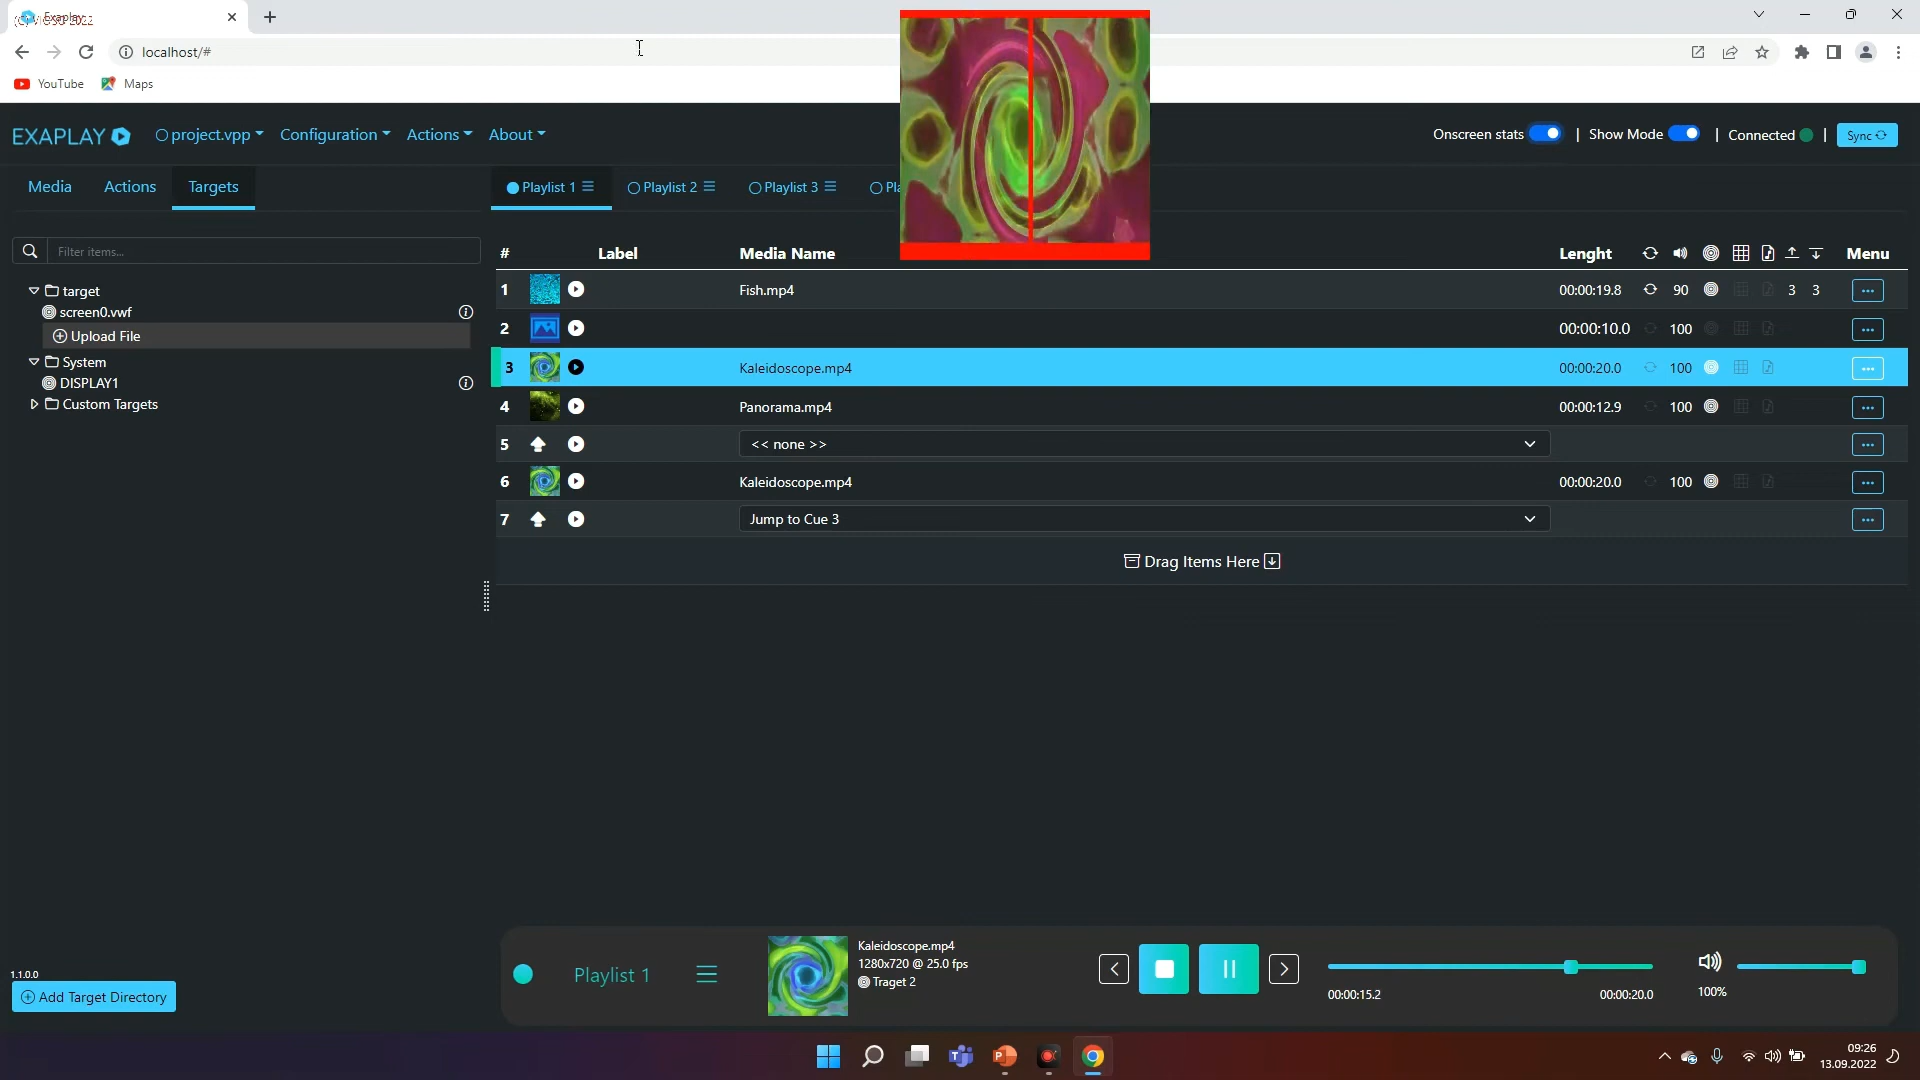 Exaplay
(C) VIOSO 2022
localhost/#
YouTube Maps
EXAPLAY project.vpp Configuration Actions About Onscreen stats | Show Mode | Connected | Sync
Media Actions Targets Playlist 1 Playlist 2 Playlist 3
Filter items...
# Label Media Name Lenght Menu
target
screen0.vwf
Upload File
System
DISPLAY1
Custom Targets
1 Fish.mp4 00:00:19.8 90 3 3
2 00:00:10.0 100
3 Kaleidoscope.mp4 00:00:20.0 100
4 Panorama.mp4 00:00:12.9 100
5 << none >>
6 Kaleidoscope.mp4 00:00:20.0 100
7 Jump to Cue 3
Drag Items Here
1.1.0.0
Add Target Directory
Playlist 1
Kaleidoscope.mp4
1280x720 @ 25.0 fps
Traget 2
00:00:15.2 00:00:20.0
100%
09:26
13.09.2022